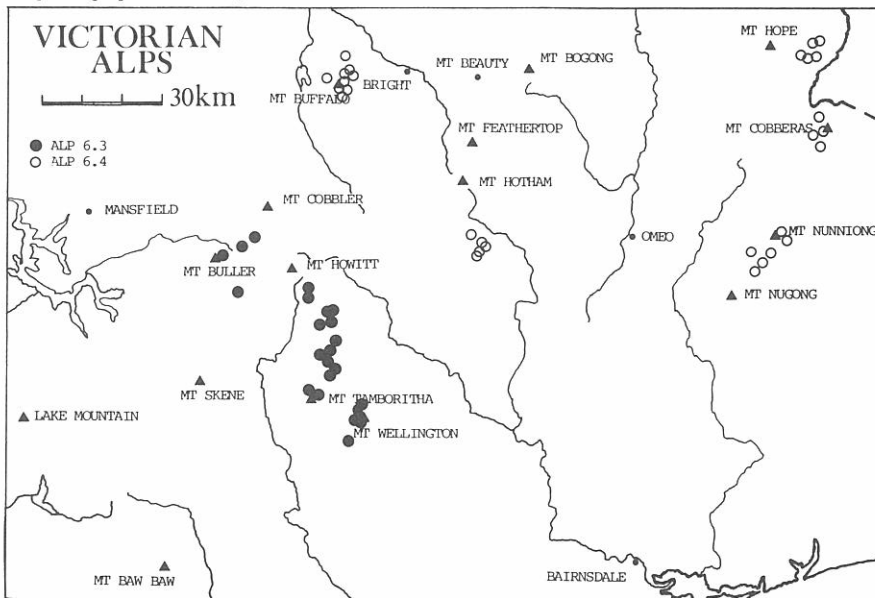 VICTORIAN
ALPS
30km
ALP 6.3
ALP 6.4
MT HOPE
MT BEAUTY
MT BOGONG
BRIGHT
MT BUFFALO
MT FEATHERTOP
MT COBBERAS
MT HOTHAM
MT COBBLER
MANSFIELD
OMEO
MT NUNNIONG
MT BULLER
MT HOWITT
MT NUGONG
MT SKENE
MT TAMBORITHA
LAKE MOUNTAIN
MT WELLINGTON
MT BAW BAW
BAIRNSDALE